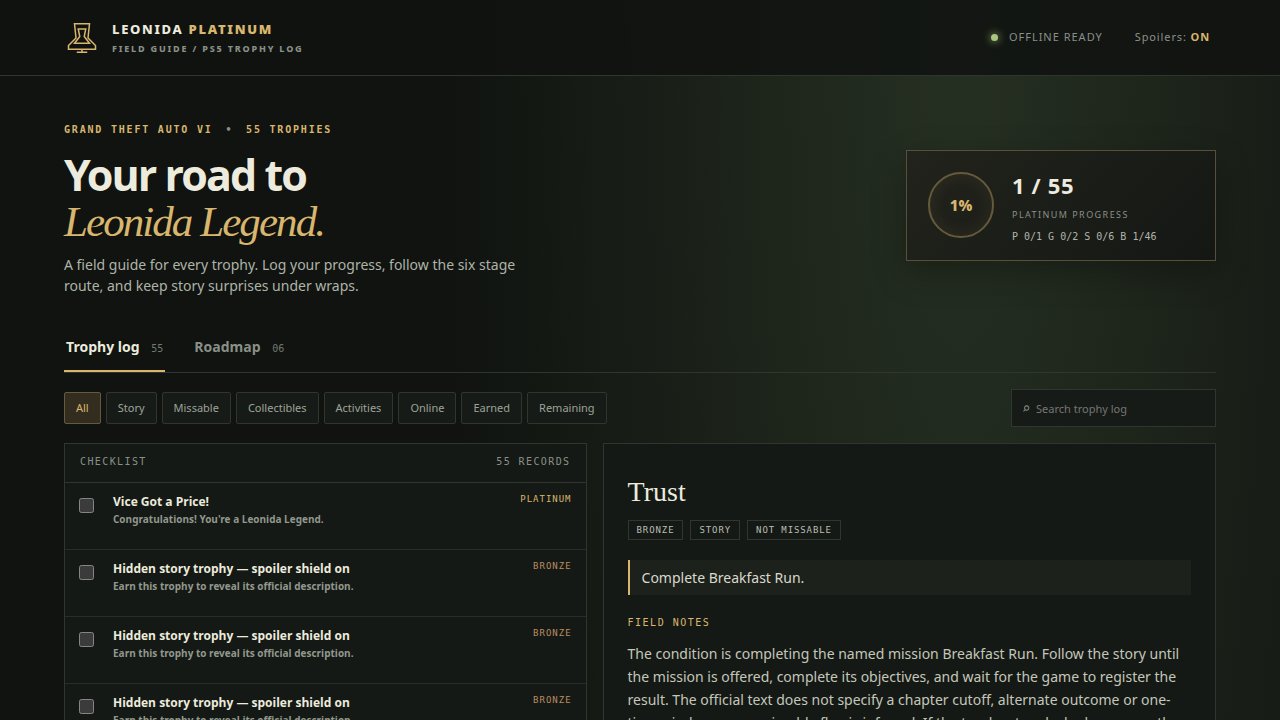 LEONIDA PLATINUM
FIELD GUIDE / PS5 TROPHY LOG
OFFLINE READY
Spoilers: ON
GRAND THEFT AUTO VI • 55 TROPHIES
Your road to
Leonida Legend.
A field guide for every trophy. Log your progress, follow the six stage
route, and keep story surprises under wraps.
1%
1 / 55
PLATINUM PROGRESS
P 0/1 G 0/2 S 0/6 B 1/46
Trophy log 55
Roadmap 06
All
Story
Missable
Collectibles
Activities
Online
Earned
Remaining
Search trophy log
CHECKLIST
55 RECORDS
Vice Got a Price!
PLATINUM
Congratulations! You're a Leonida Legend.
Hidden story trophy — spoiler shield on
BRONZE
Earn this trophy to reveal its official description.
Hidden story trophy — spoiler shield on
BRONZE
Earn this trophy to reveal its official description.
Hidden story trophy — spoiler shield on
BRONZE
Earn this trophy to reveal its official description.
Trust
BRONZE
STORY
NOT MISSABLE
Complete Breakfast Run.
FIELD NOTES
The condition is completing the named mission Breakfast Run. Follow the story until
the mission is offered, complete its objectives, and wait for the game to register the
result. The official text does not specify a chapter cutoff, alternate outcome or one-